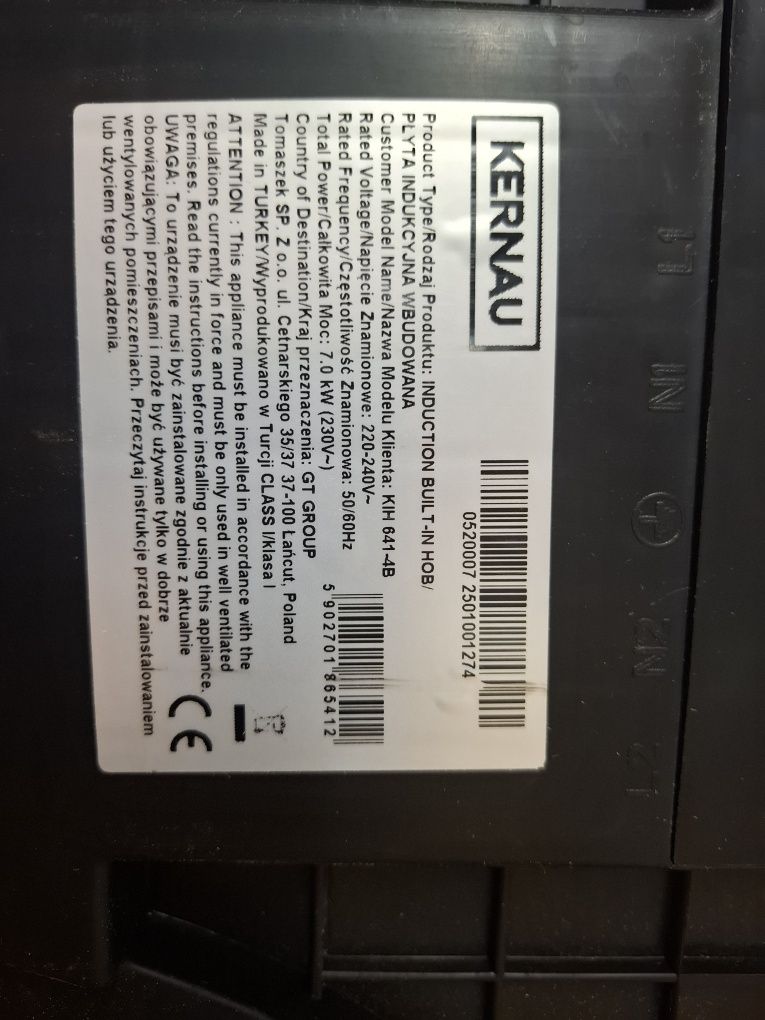 KERNAU
0520007 2501001274
Product Type/Rodzaj Produktu: INDUCTION BUILT-IN HOB/
PLYTA INDUKCYJNA WBUDOWANA
Customer Model Name/Nazwa Modelu Klienta: KIH 641-4B
Rated Voltage/Napięcie Znamionowe: 220-240V~
Rated Frequency/Częstotliwość Znamionowa: 50/60Hz
Total Power/Całkowita Moc: 7.0 kW (230V~)
Country of Destination/Kraj przeznaczenia: GT GROUP
Tomaszek SP. Z o.o. ul. Cetnarskiego 35/37 37-100 Łańcut, Poland
Made in TURKEY/Wyprodukowano w Turcji CLASS I/klasa I
5 902701 865412
ATTENTION : This appliance must be installed in accordance with the
regulations currently in force and must be only used in well ventilated
premises. Read the instructions before installing or using this appliance.
UWAGA: To urządzenie musi być zainstalowane zgodnie z aktualnie
obowiązującymi przepisami i może być używane tylko w dobrze
wentylowanych pomieszczeniach. Przeczytaj instrukcje przed zainstalowaniem
lub użyciem tego urządzenia.
CE
L1 N1 N2 L2